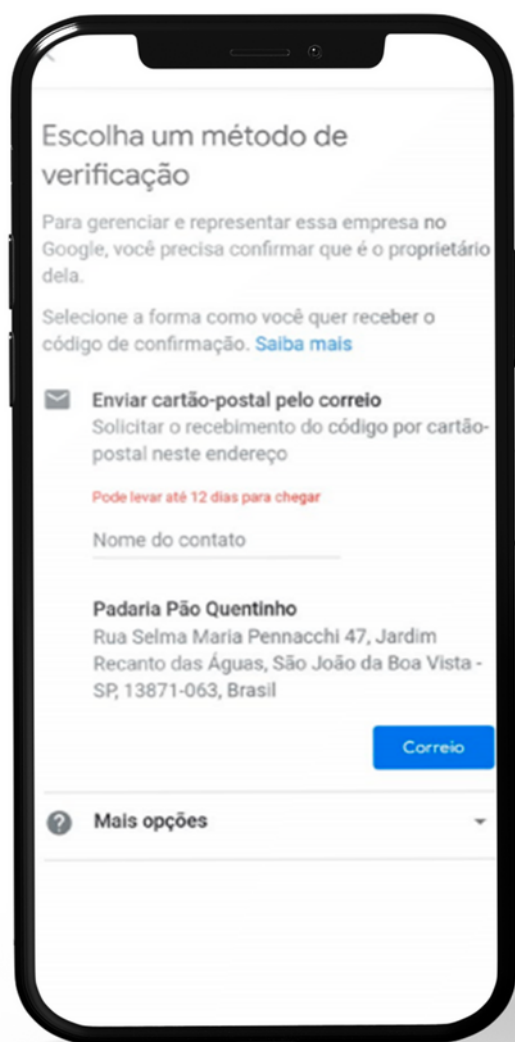 Escolha um método de
verificação
Para gerenciar e representar essa empresa no
Google, você precisa confirmar que é o proprietário
dela.
Selecione a forma como você quer receber o
código de confirmação. Saiba mais
Enviar cartão-postal pelo correio
Solicitar o recebimento do código por cartão-
postal neste endereço
Pode levar até 12 dias para chegar
Nome do contato
Padaria Pão Quentinho
Rua Selma Maria Pennacchi 47, Jardim
Recanto das Águas, São João da Boa Vista -
SP, 13871-063, Brasil
Correio
Mais opções